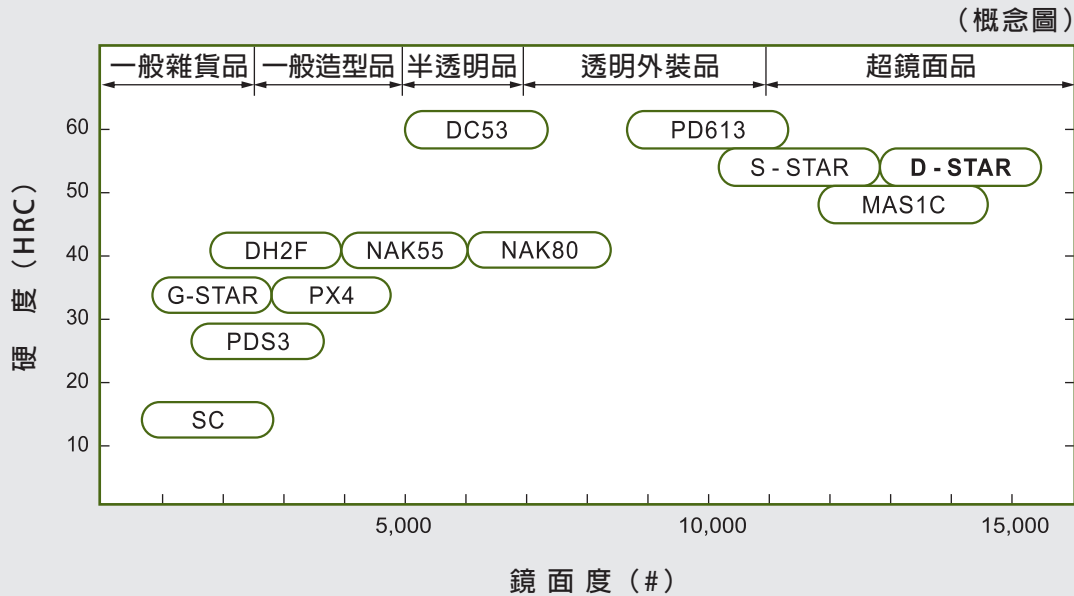 （概念圖）
一般雜貨品 一般造型品 半透明品 透明外裝品 超鏡面品
60
DC53 PD613
S - STAR D - STAR
50
MAS1C
40
DH2F NAK55 NAK80
G-STAR PX4
30
PDS3
20
SC
10
硬 度（HRC）
5,000 10,000 15,000
鏡 面 度（#）